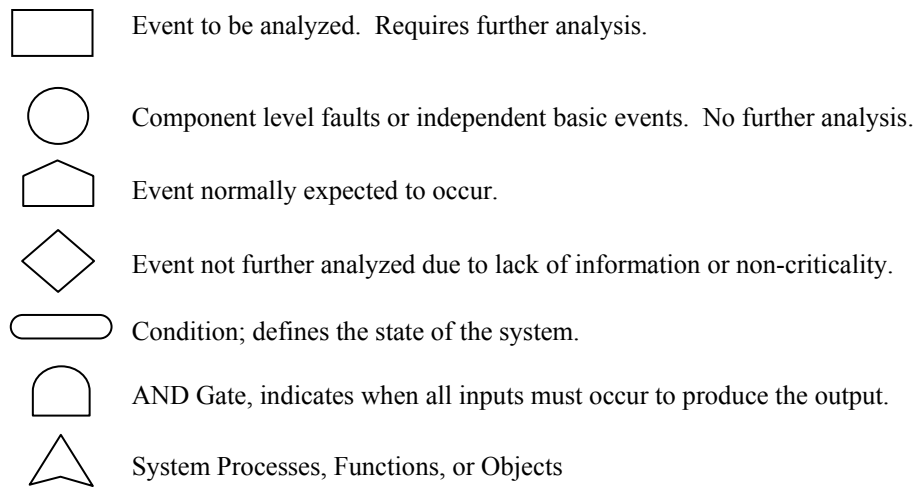 Event to be analyzed. Requires further analysis.
Component level faults or independent basic events. No further analysis.
Event normally expected to occur.
Event not further analyzed due to lack of information or non-criticality.
Condition; defines the state of the system.
AND Gate, indicates when all inputs must occur to produce the output.
System Processes, Functions, or Objects